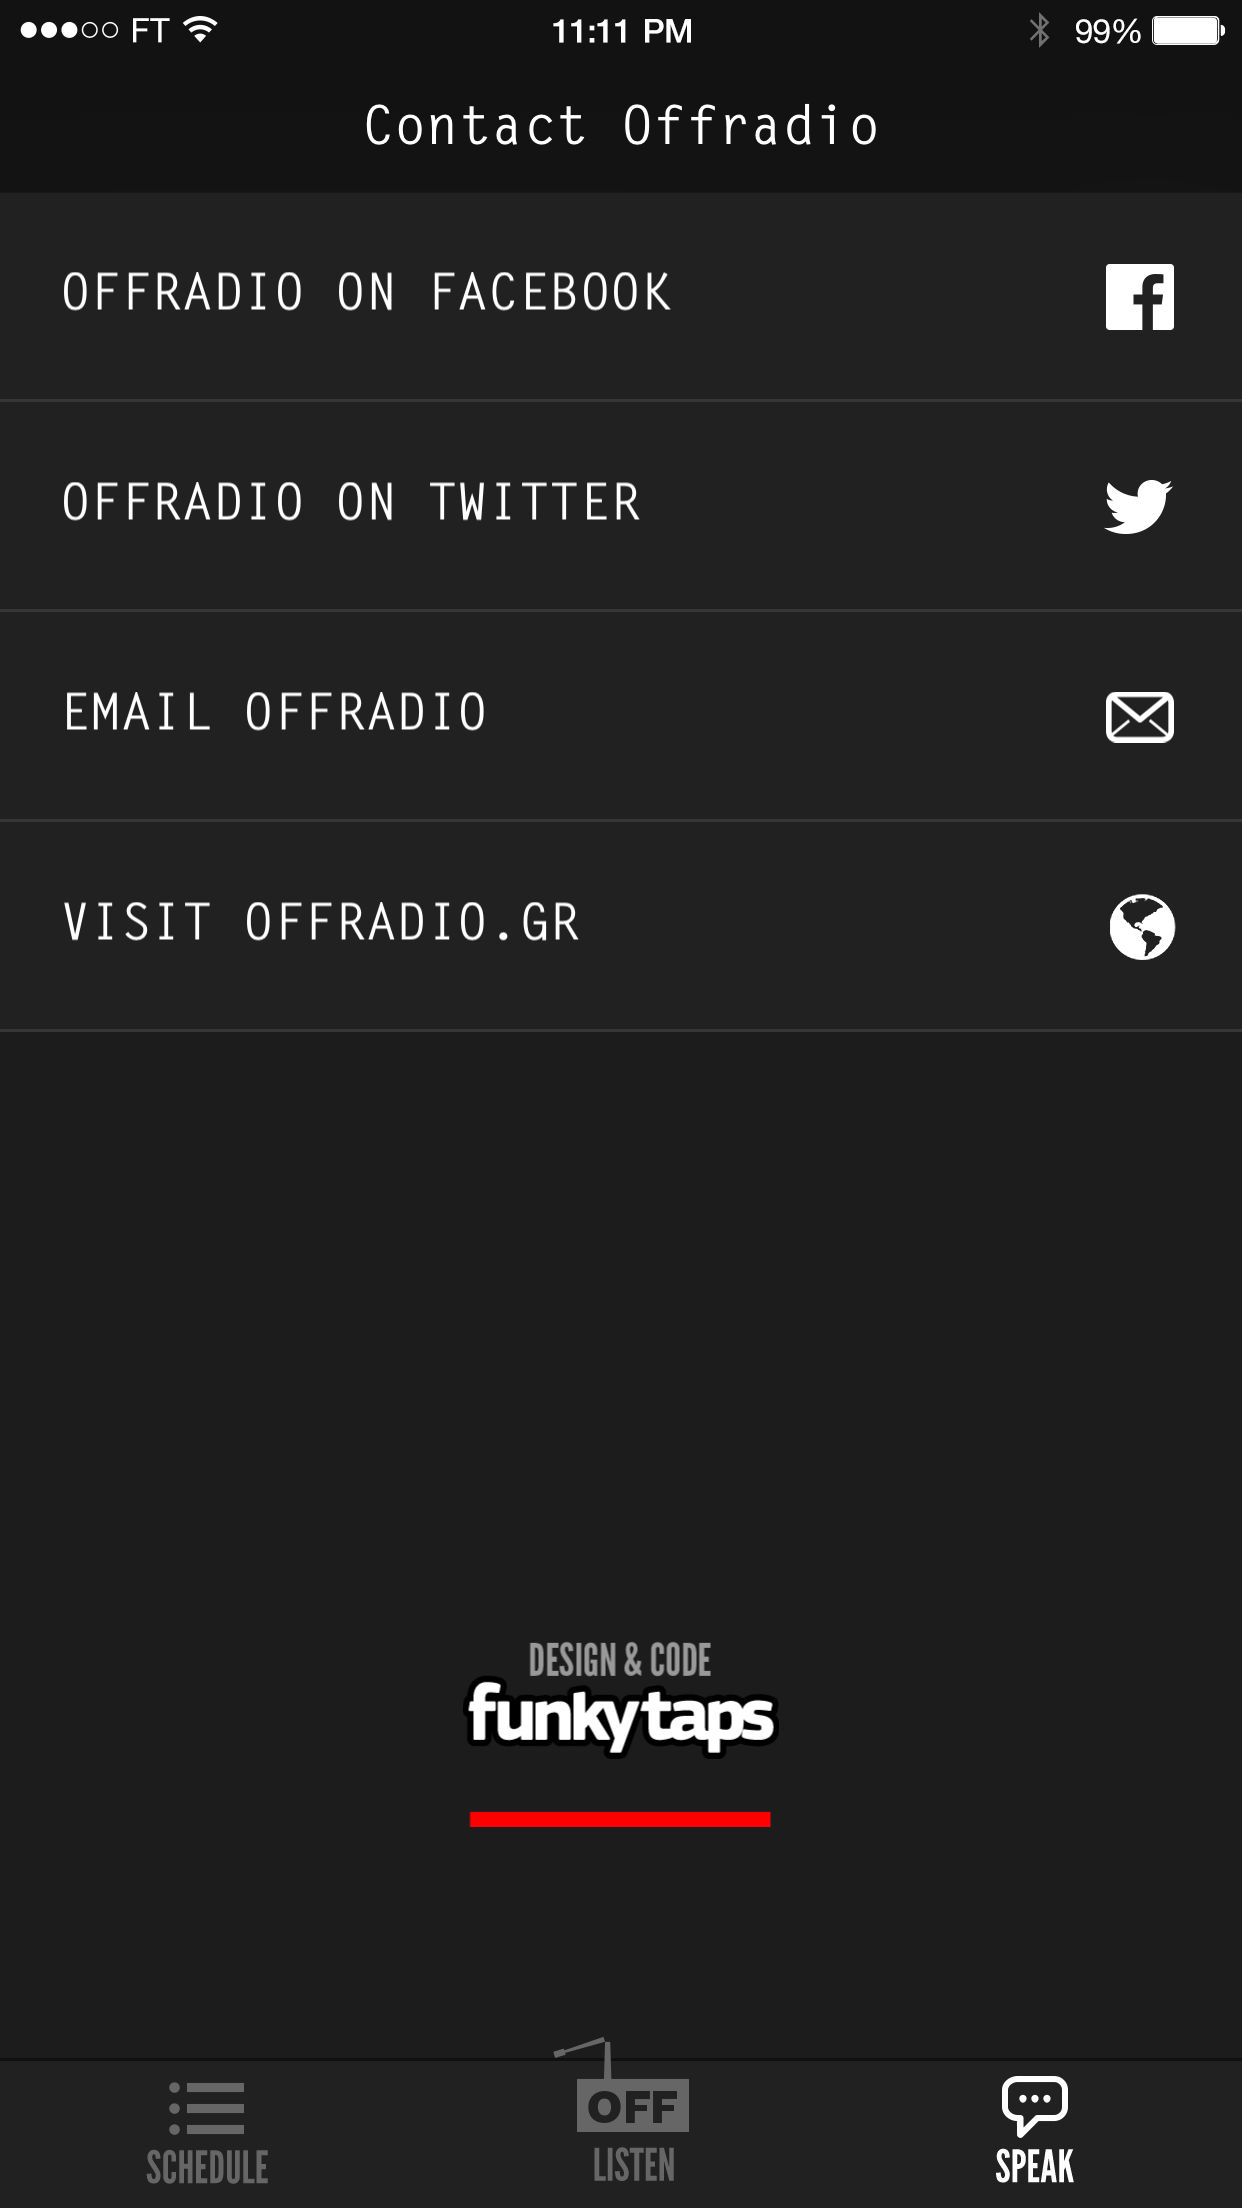 FT 11:11 PM 99%
Contact Offradio
OFFRADIO ON FACEBOOK
OFFRADIO ON TWITTER
EMAIL OFFRADIO
VISIT OFFRADIO.GR
DESIGN & CODE
funkytaps
OFF
SCHEDULE LISTEN SPEAK